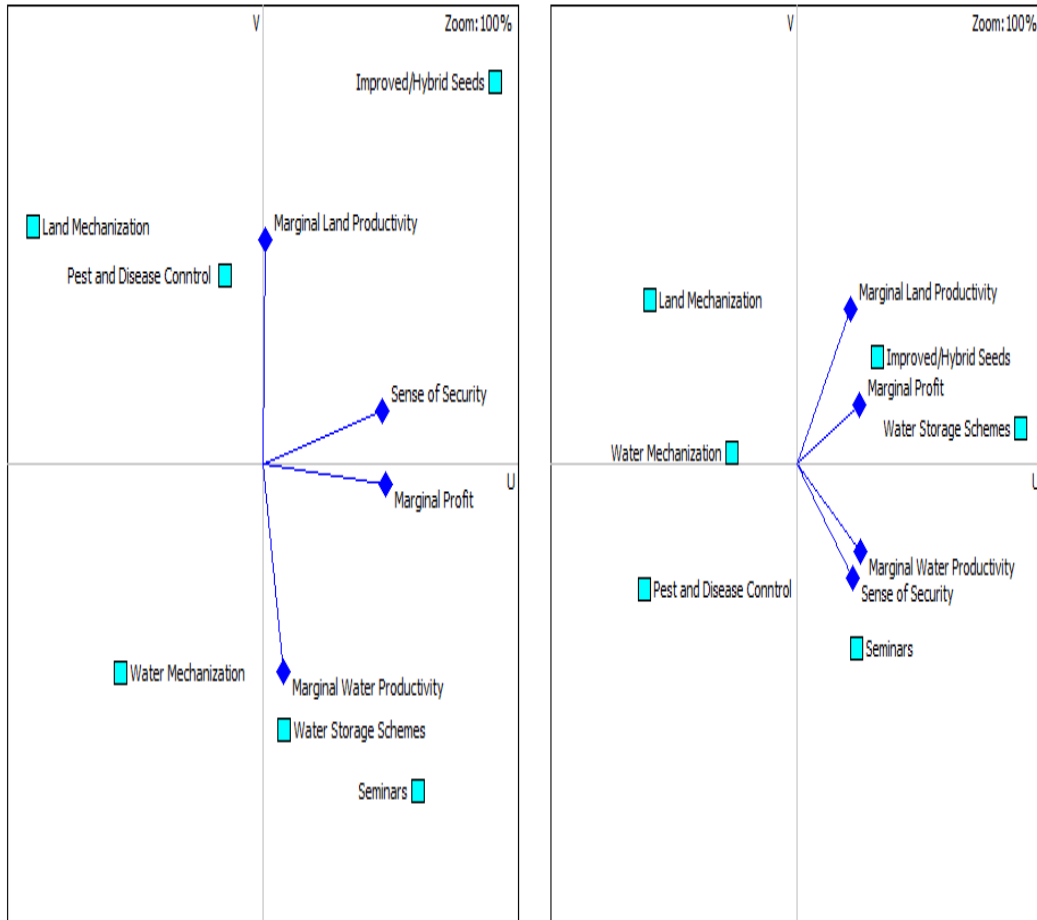 V
Zoom:100%
Improved/Hybrid Seeds
Marginal Land Productivity
Land Mechanization
Pest and Disease Conntrol
Sense of Security
U
Marginal Profit
Water Mechanization
Marginal Water Productivity
Water Storage Schemes
Seminars
V
Zoom:100%
Marginal Land Productivity
Land Mechanization
Improved/Hybrid Seeds
Marginal Profit
Water Storage Schemes
Water Mechanization
U
Marginal Water Productivity
Pest and Disease Conntrol
Sense of Security
Seminars